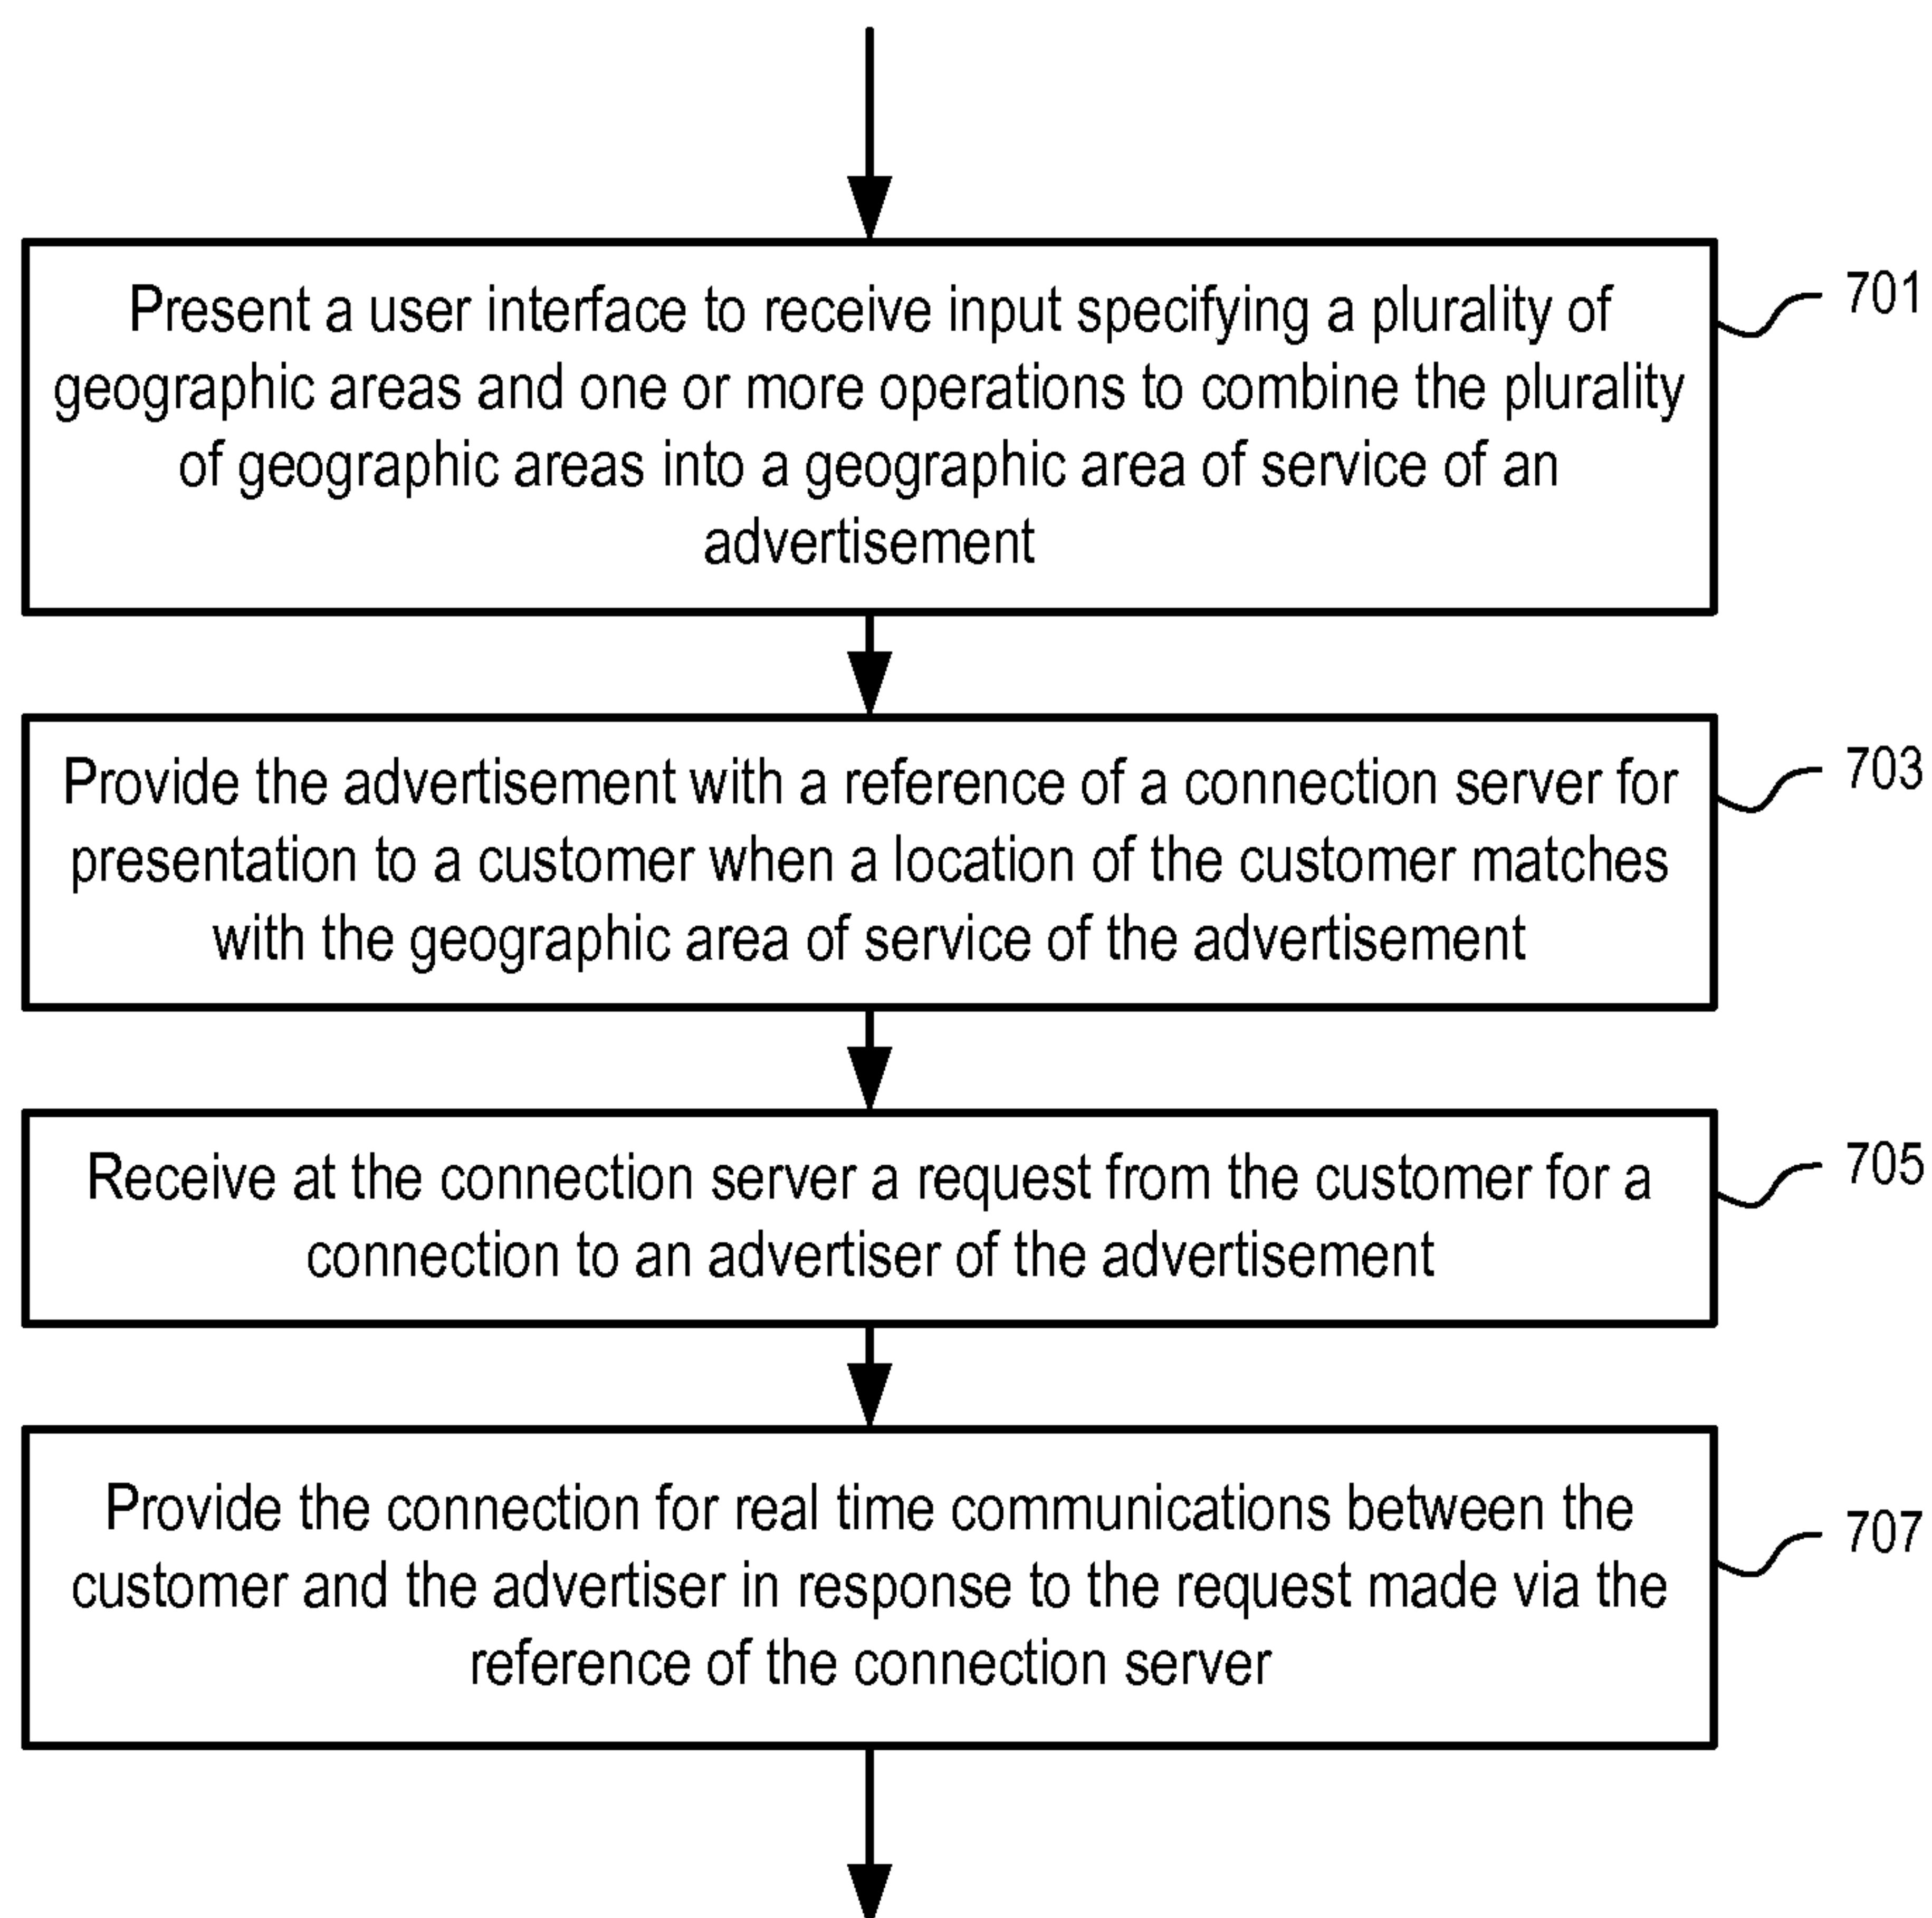 Present a user interface to receive input specifying a plurality of
geographic areas and one or more operations to combine the plurality
of geographic areas into a geographic area of service of an
advertisement
701
Provide the advertisement with a reference of a connection server for
presentation to a customer when a location of the customer matches
with the geographic area of service of the advertisement
703
Receive at the connection server a request from the customer for a
connection to an advertiser of the advertisement
705
Provide the connection for real time communications between the
customer and the advertiser in response to the request made via the
reference of the connection server
707